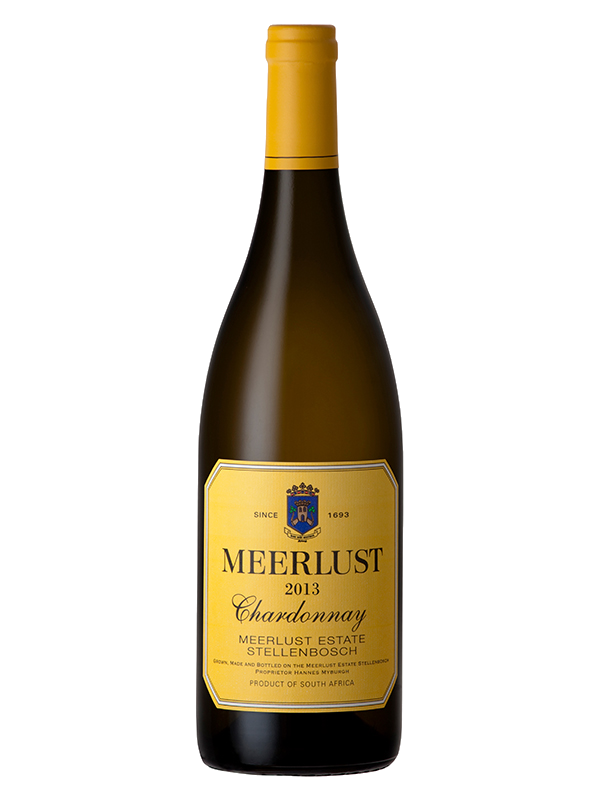 SINCE 1693
MEERLUST
2013
Chardonnay
MEERLUST ESTATE
STELLENBOSCH
GROWN, MADE AND BOTTLED ON THE MEERLUST ESTATE STELLENBOSCH
PROPRIETOR HANNES MYBURGH
PRODUCT OF SOUTH AFRICA